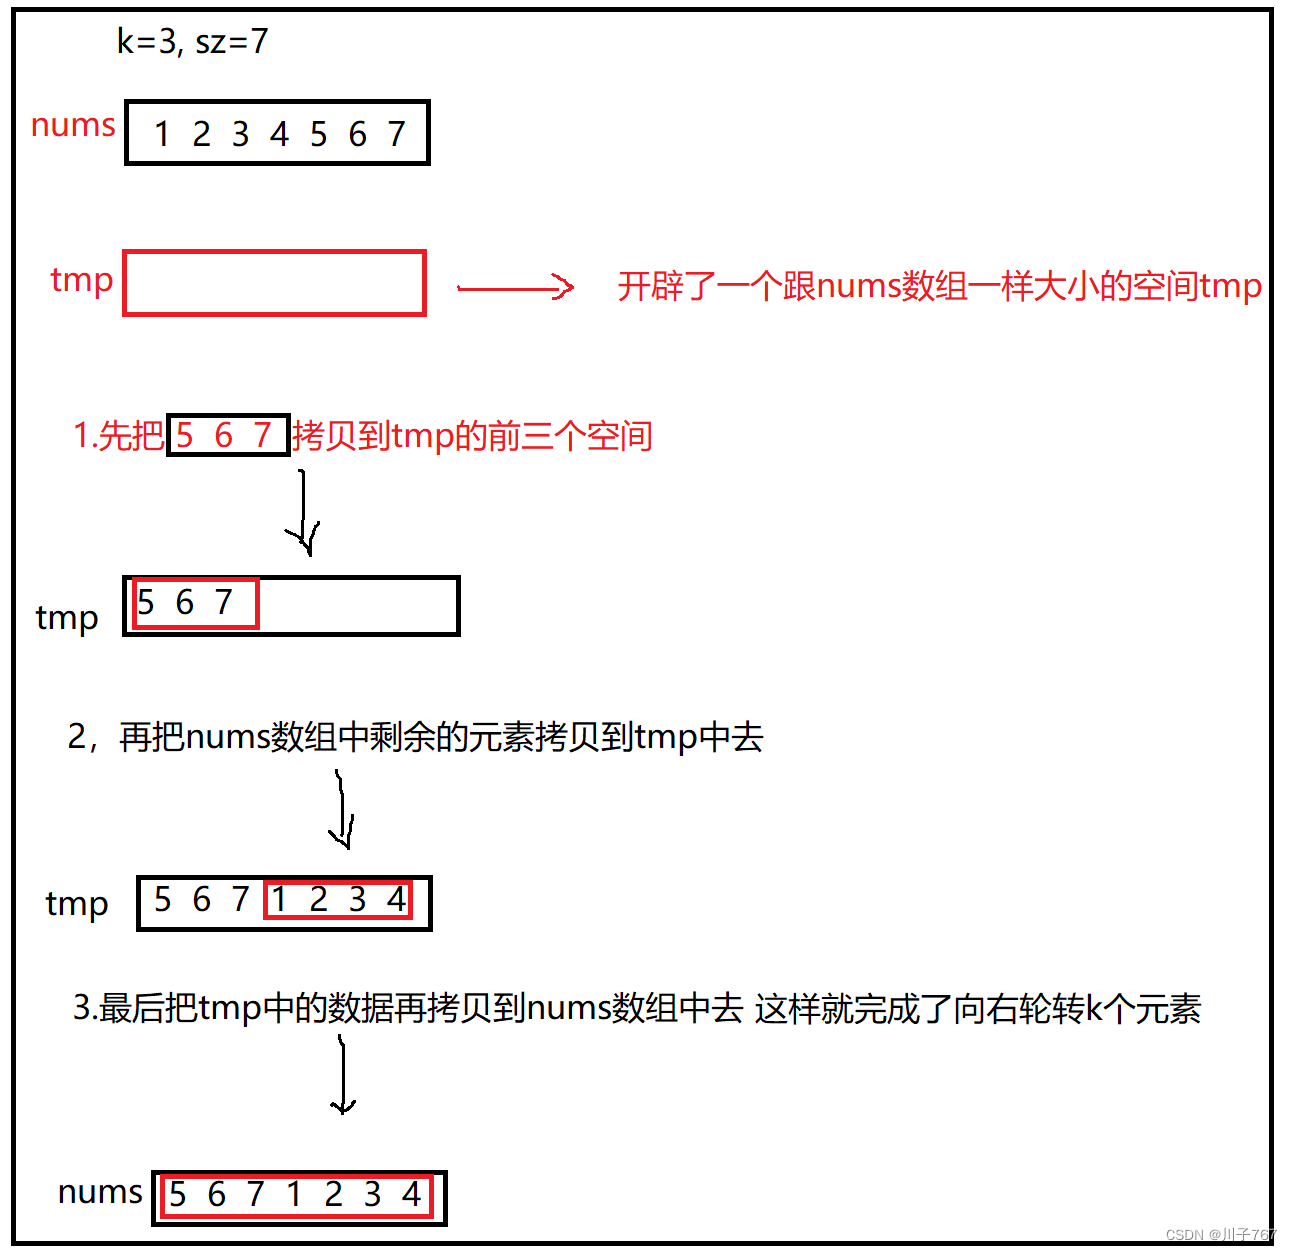 k=3, sz=7
nums 1 2 3 4 5 6 7
tmp 开辟了一个跟nums数组一样大小的空间tmp
1.先把 5 6 7 拷贝到tmp的前三个空间
tmp 5 6 7
2，再把nums数组中剩余的元素拷贝到tmp中去
tmp 5 6 7 1 2 3 4
3.最后把tmp中的数据再拷贝到nums数组中去 这样就完成了向右轮转k个元素
nums 5 6 7 1 2 3 4
CSDN @川子767